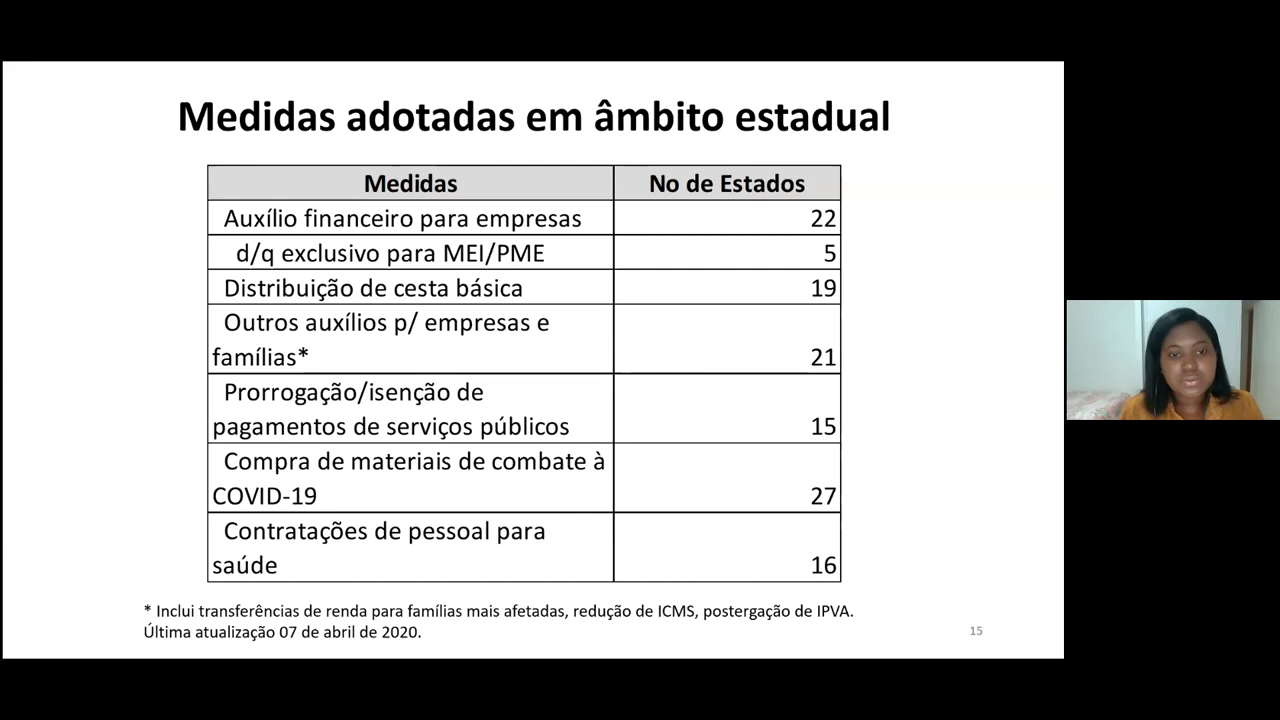 Medidas adotadas em âmbito estadual
Medidas
No de Estados
Auxílio financeiro para empresas
22
d/q exclusivo para MEI/PME
5
Distribuição de cesta básica
19
Outros auxílios p/ empresas e
famílias*
21
Prorrogação/isenção de
pagamentos de serviços públicos
15
Compra de materiais de combate à
COVID-19
27
Contratações de pessoal para
saúde
16
* Inclui transferências de renda para famílias mais afetadas, redução de ICMS, postergação de IPVA.
Última atualização 07 de abril de 2020.
15